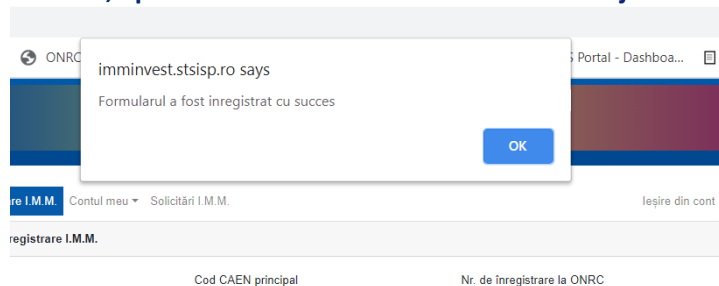 ONRC
imminvest.stsisp.ro says
Portal - Dashboa...
Formularul a fost inregistrat cu succes
OK
re I.M.M. Contul meu Solicitări I.M.M. Ieșire din cont
registrare I.M.M.
Cod CAEN principal Nr. de înregistrare la ONRC